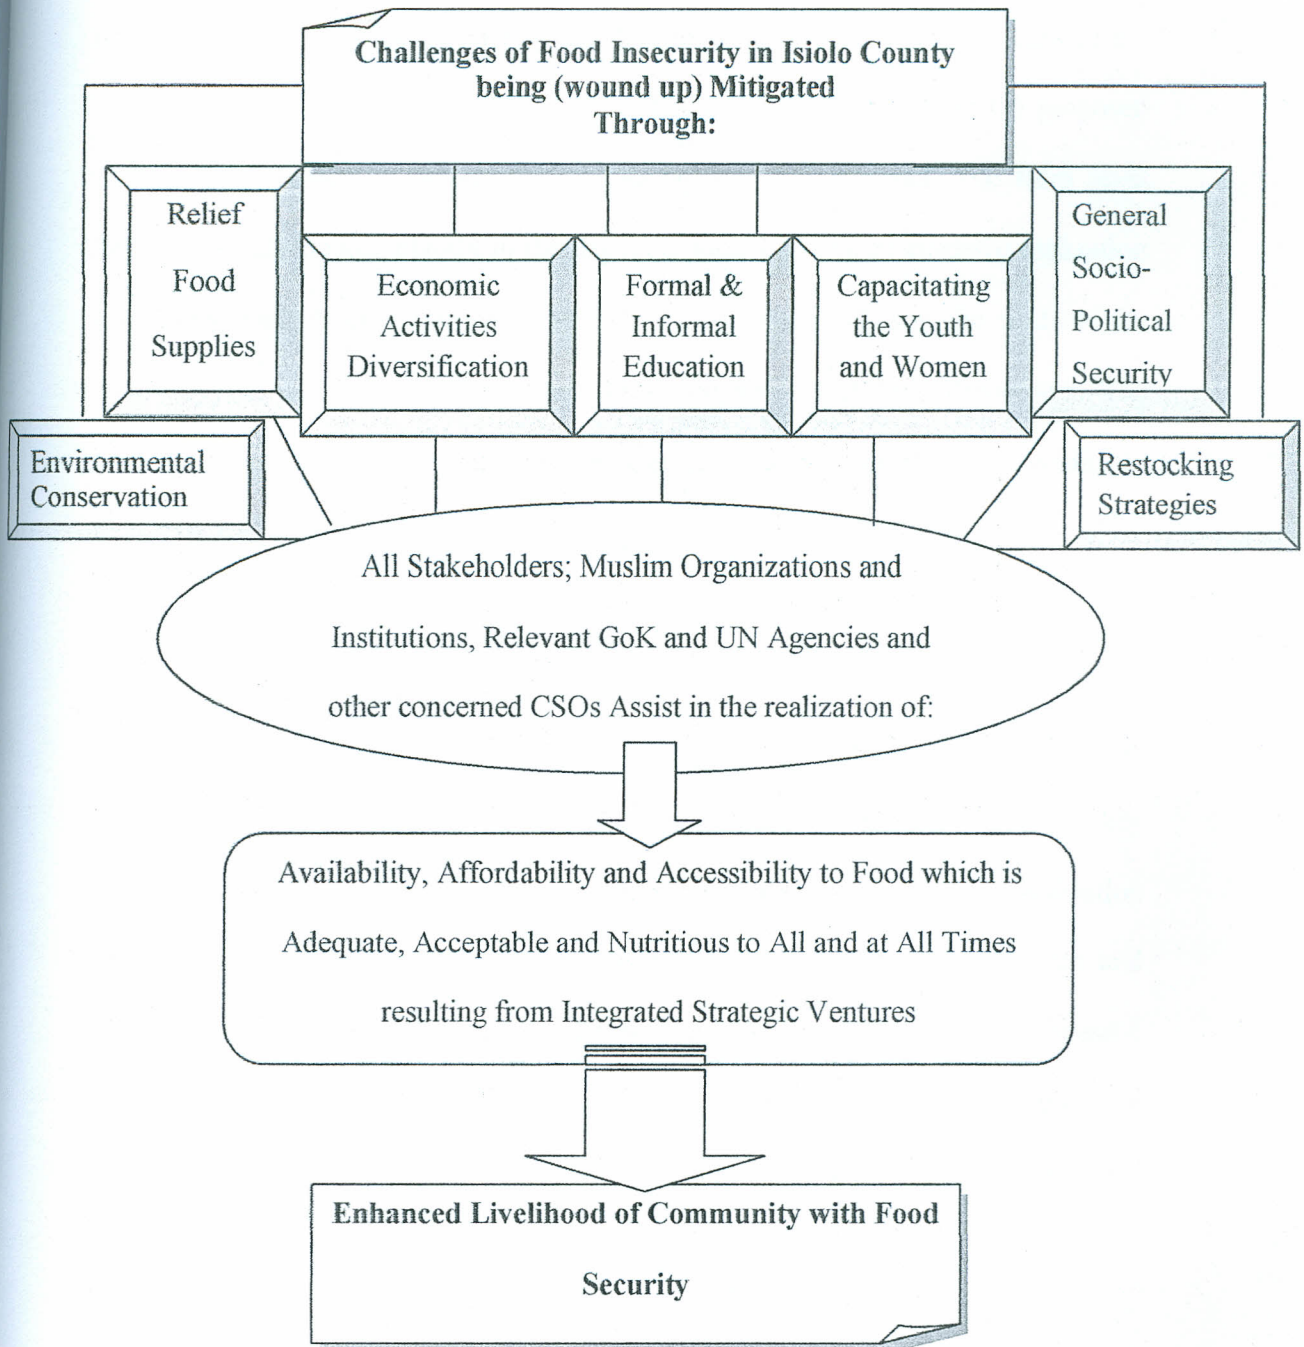 Challenges of Food Insecurity in Isiolo County
being (wound up) Mitigated
Through:
Relief
Food
Supplies
Economic
Activities
Diversification
Formal &
Informal
Education
Capacitating
the Youth
and Women
General
Socio-
Political
Security
Environmental
Conservation
Restocking
Strategies
All Stakeholders; Muslim Organizations and
Institutions, Relevant GoK and UN Agencies and
other concerned CSOs Assist in the realization of:
Availability, Affordability and Accessibility to Food which is
Adequate, Acceptable and Nutritious to All and at All Times
resulting from Integrated Strategic Ventures
Enhanced Livelihood of Community with Food
Security